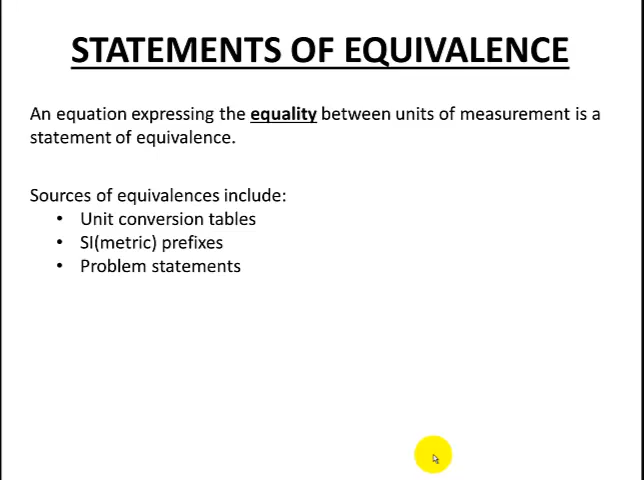 STATEMENTS OF EQUIVALENCE
An equation expressing the equality between units of measurement is a
statement of equivalence.
Sources of equivalences include:
• Unit conversion tables
• SI(metric) prefixes
• Problem statements